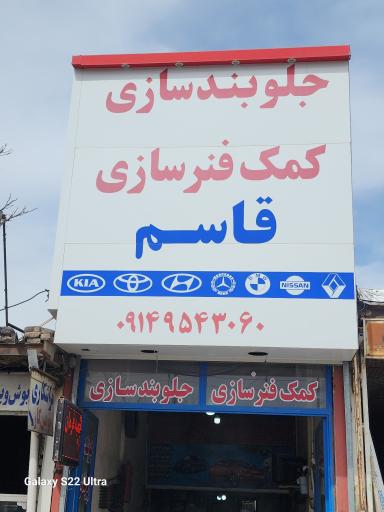 جلوبندسازی
کمک فنرسازی
قاسم
KIA
NISSAN
۰۹۱۴۹۵۴۳۰۶۰
جلوبندسازی کمک فنرسازی
Galaxy S22 Ultra